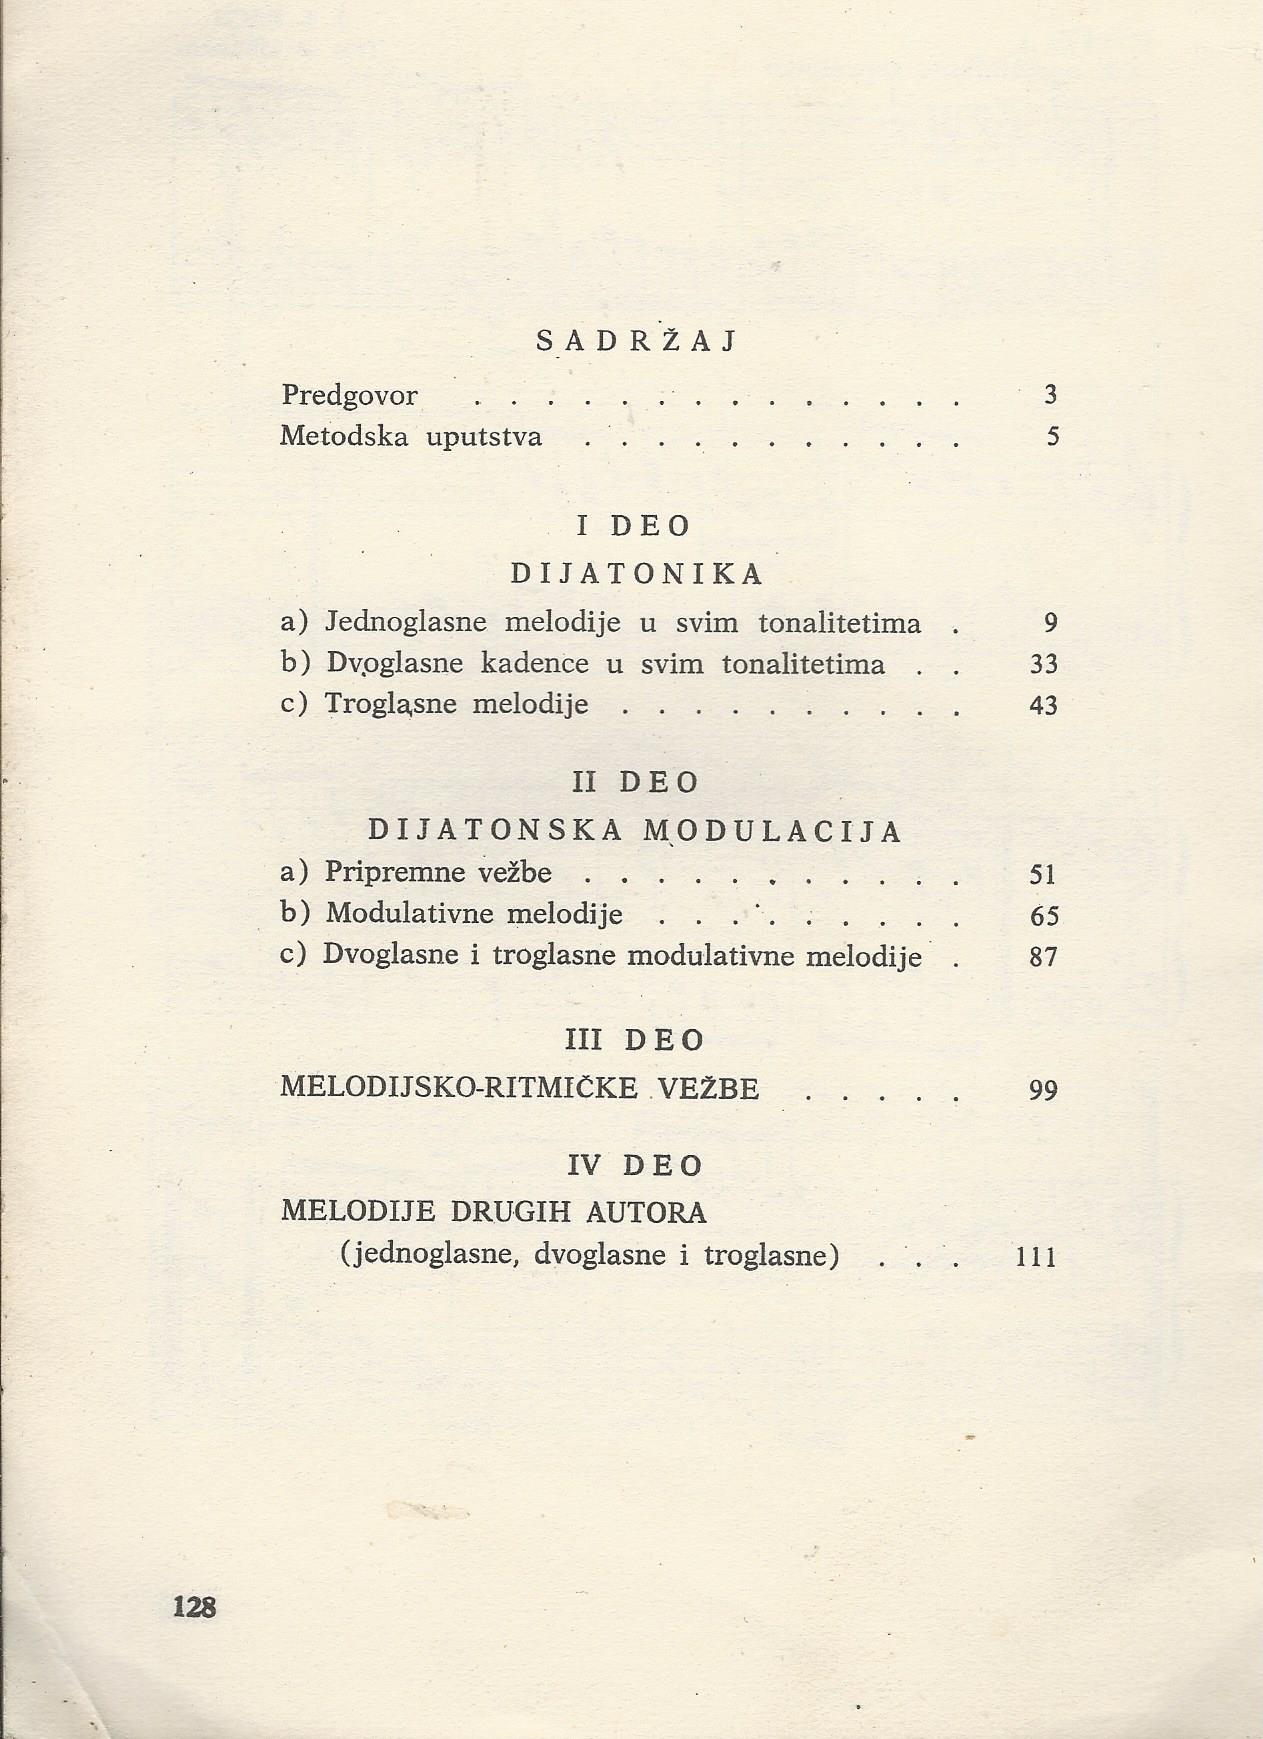 SADRŽAJ
Predgovor . . . . . . . . . . . . . . 3
Metodska uputstva . . . . . . . . . . . 5
I DEO
DIJATONIKA
a) Jednoglasne melodije u svim tonalitetima . 9
b) Dvoglasne kadence u svim tonalitetima . . 33
c) Troglasne melodije . . . . . . . . . . 43
II DEO
DIJATONSKA MODULACIJA
a) Pripremne vežbe . . . . . . . . . . . 51
b) Modulativne melodije . . . . . . . . . 65
c) Dvoglasne i troglasne modulativne melodije . 87
III DEO
MELODIJSKO-RITMIČKE VEŽBE . . . . . 99
IV DEO
MELODIJE DRUGIH AUTORA
(jednoglasne, dvoglasne i troglasne) . . . 111
128